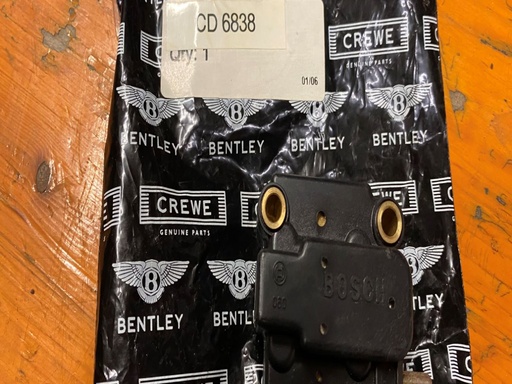 CD 6838
Qty: 1
01/06
CREWE
GENUINE PARTS
BENTLEY
BENTLEY
BENTLEY
BENTLEY
CREWE
GENUINE PARTS
CREWE
BOSCH
BENTLEY
BENTLEY